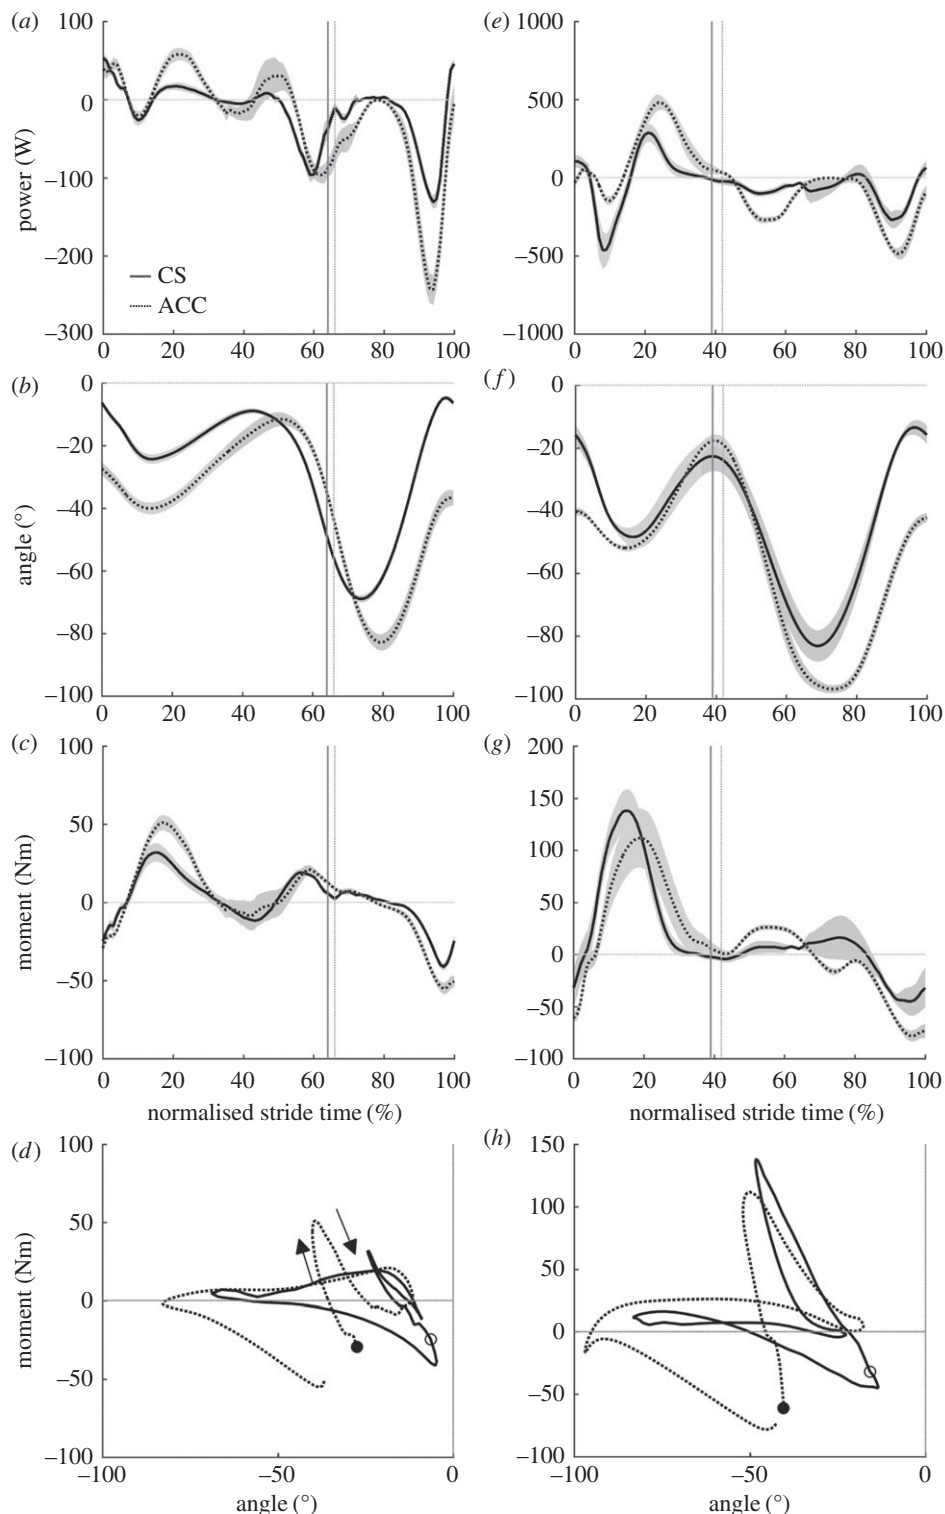 (a)
100
0
−100
−200
−300
power (W)
CS
ACC
0 20 40 60 80 100
(e)
1000
500
0
−500
−1000
0 20 40 60 80 100
(b)
0
−20
−40
−60
−80
−100
angle (°)
0 20 40 60 80 100
(f)
0
−20
−40
−60
−80
−100
0 20 40 60 80 100
(c)
100
50
0
−50
−100
moment (Nm)
0 20 40 60 80 100
normalised stride time (%)
(g)
200
150
100
50
0
−50
−100
0 20 40 60 80 100
normalised stride time (%)
(d)
100
50
0
−50
−100
moment (Nm)
−100 −50 0
angle (°)
(h)
150
100
50
0
−50
−100
−100 −50 0
angle (°)